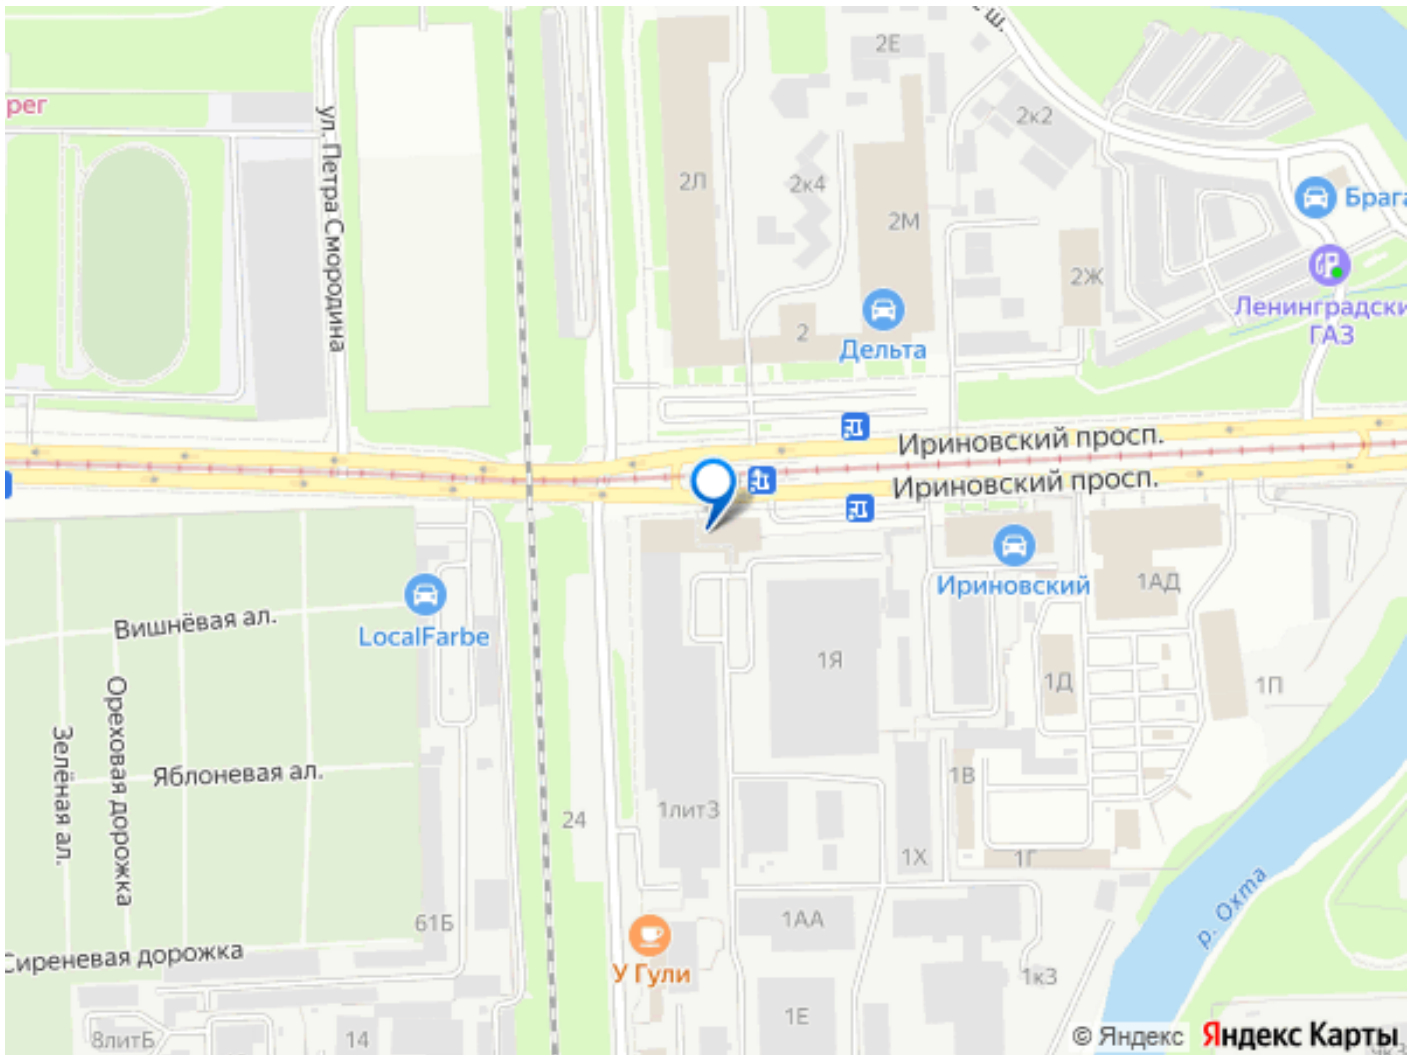 ш.
2Е
рег
ул. Петра Смородина
2к2
2Л
2к4
2М
Брага
2Ж
Ленинградски
ГАЗ
2
Дельта
Ириновский просп.
Ириновский просп.
Ириновский
1АД
LocalFarbe
Вишнёвая ал.
1Я
1Д
1П
Ореховая дорожка
Зелёная ал.
Яблоневая ал.
1В
24
1лит3
1Х
1Г
р. Охта
61Б
1АА
Сиреневая дорожка
У Гули
1к3
1Е
8литБ
14
© Яндекс Яндекс Карты